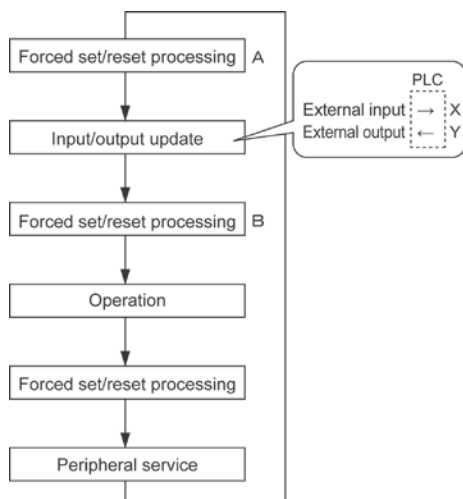 Forced set/reset processing A
PLC
External input → X
External output ← Y
Input/output update
Forced set/reset processing B
Operation
Forced set/reset processing
Peripheral service